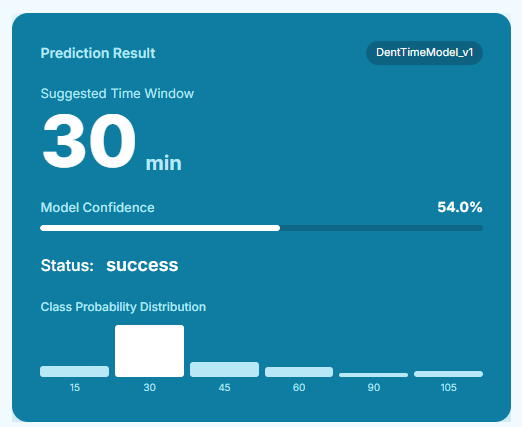 Prediction Result DentTimeModel_v1
Suggested Time Window
30 min
Model Confidence 54.0%
Status: success
Class Probability Distribution
15 30 45 60 90 105